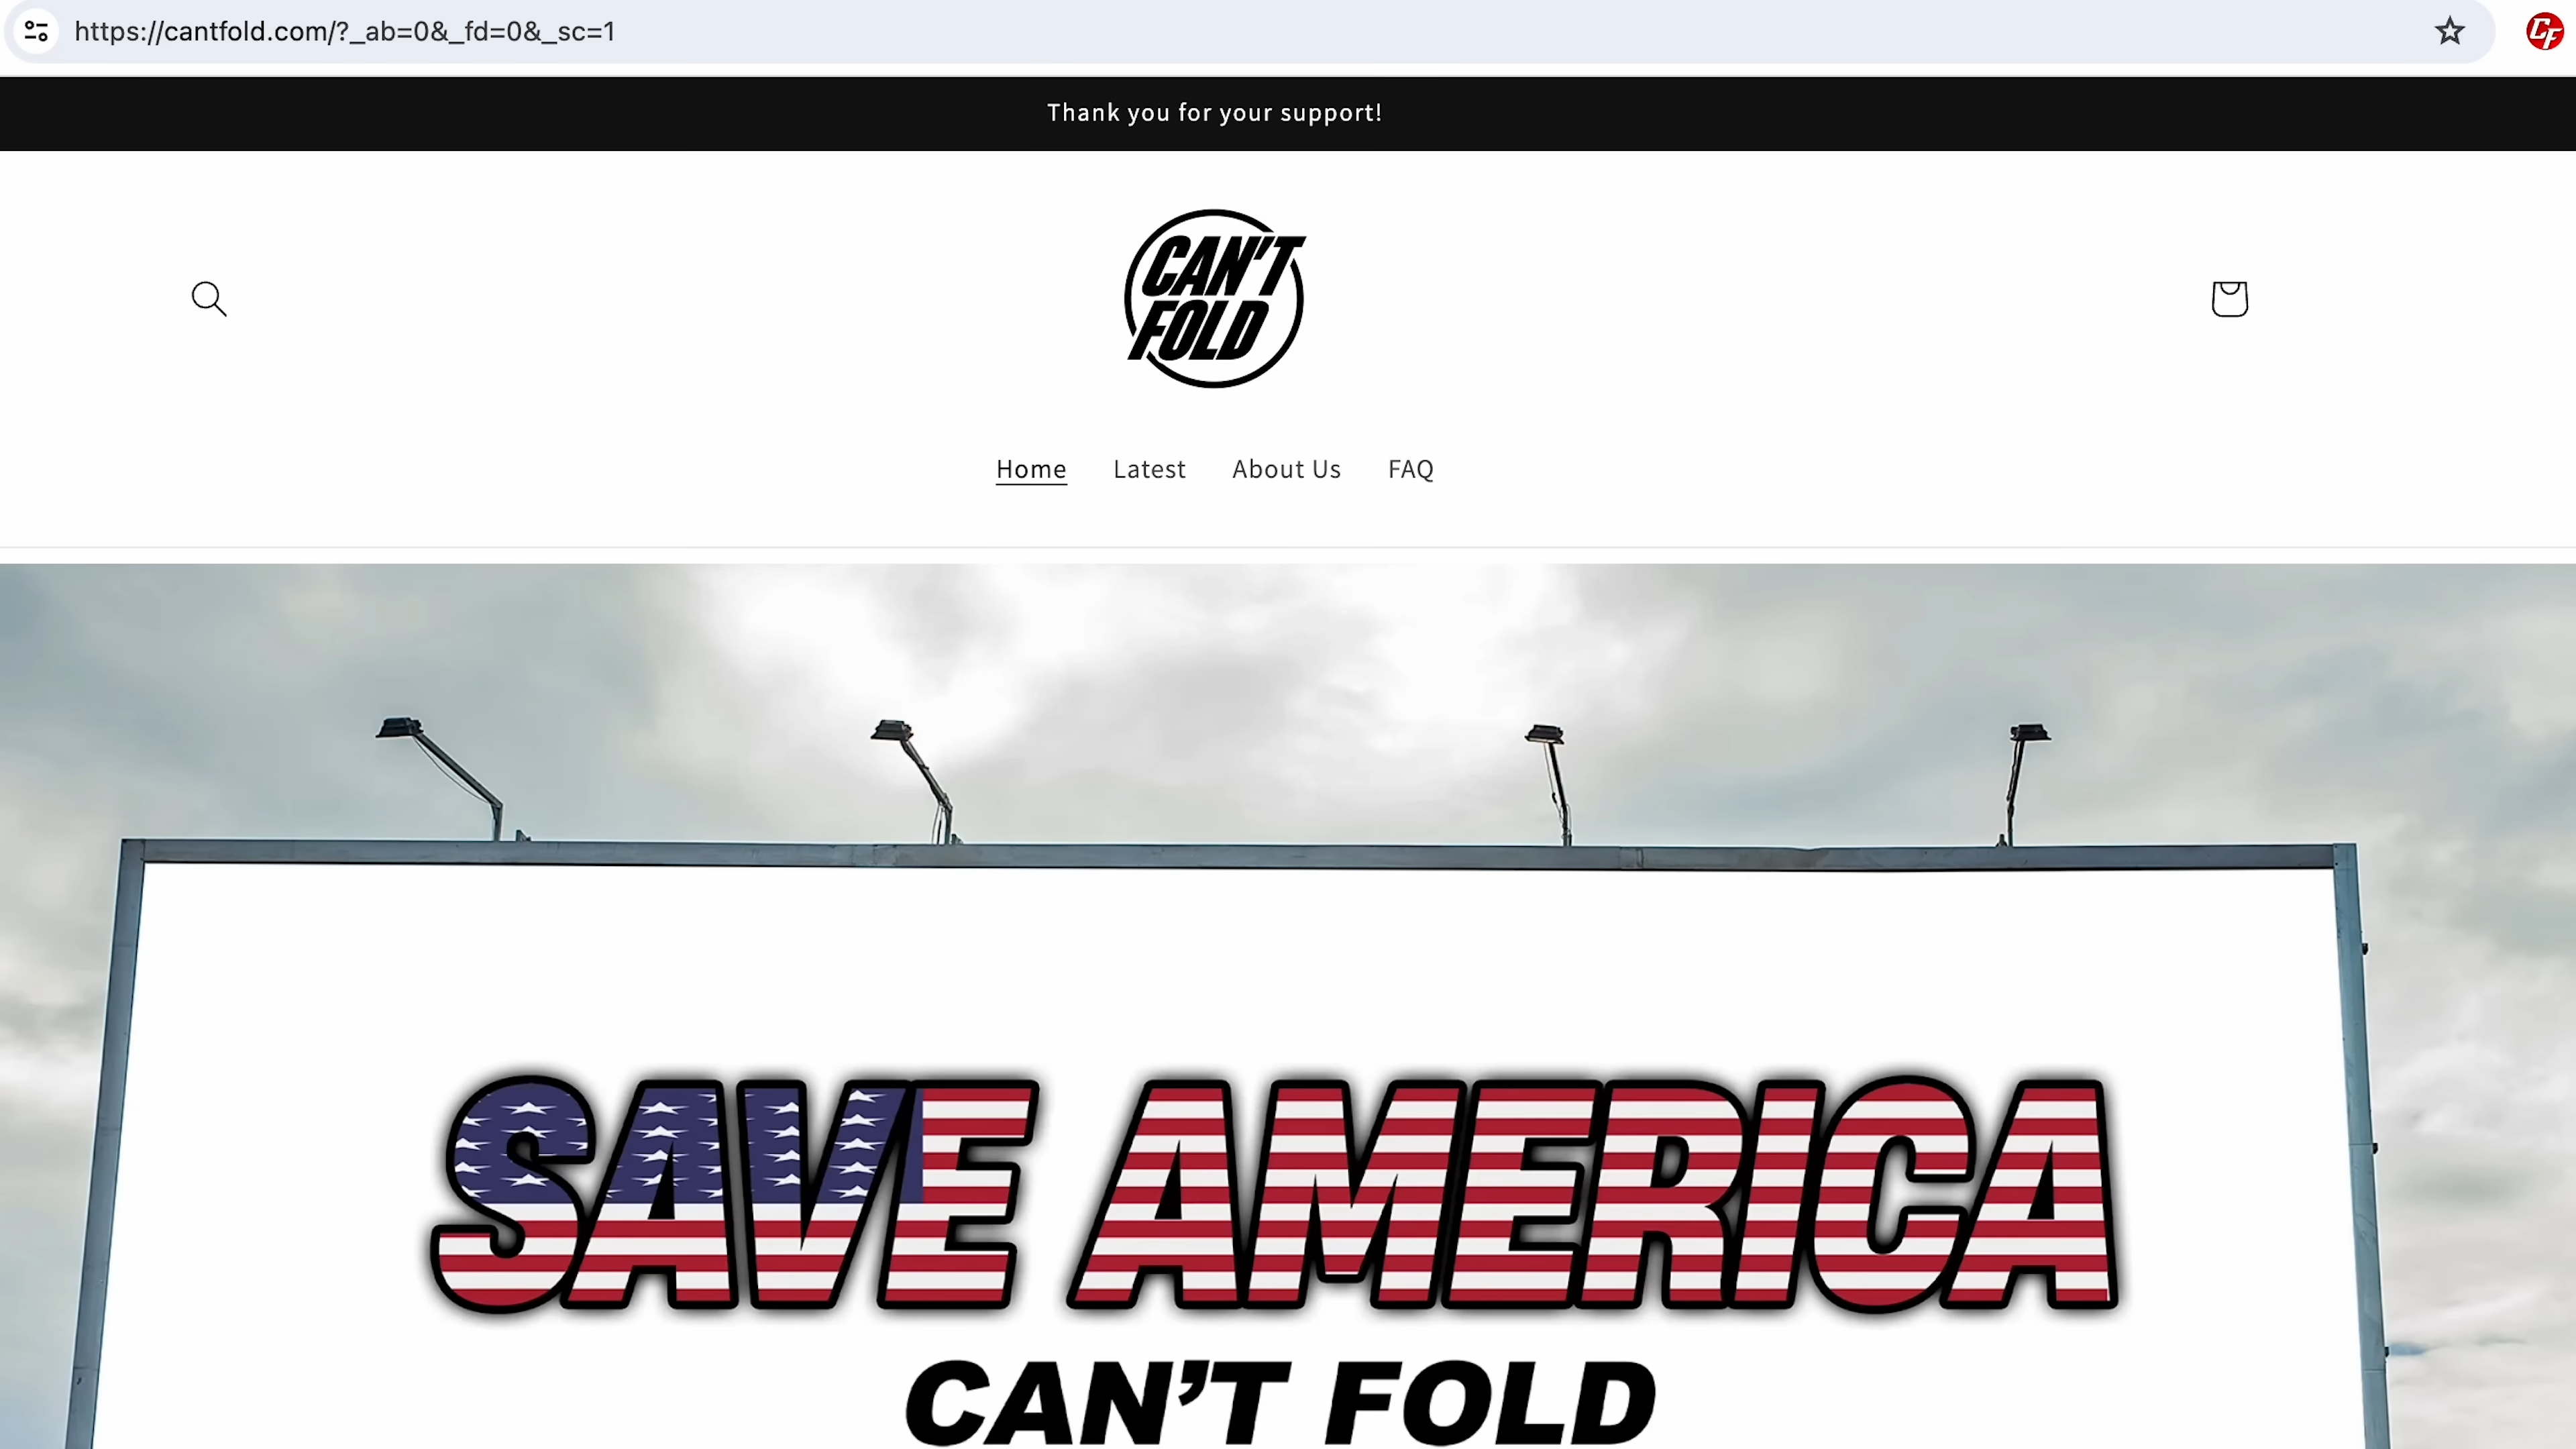 https://cantfold.com/?_ab=0&_fd=0&_sc=1
CF
Thank you for your support!
CAN'T
FOLD
Home Latest About Us FAQ
SAVE AMERICA
CAN'T FOLD